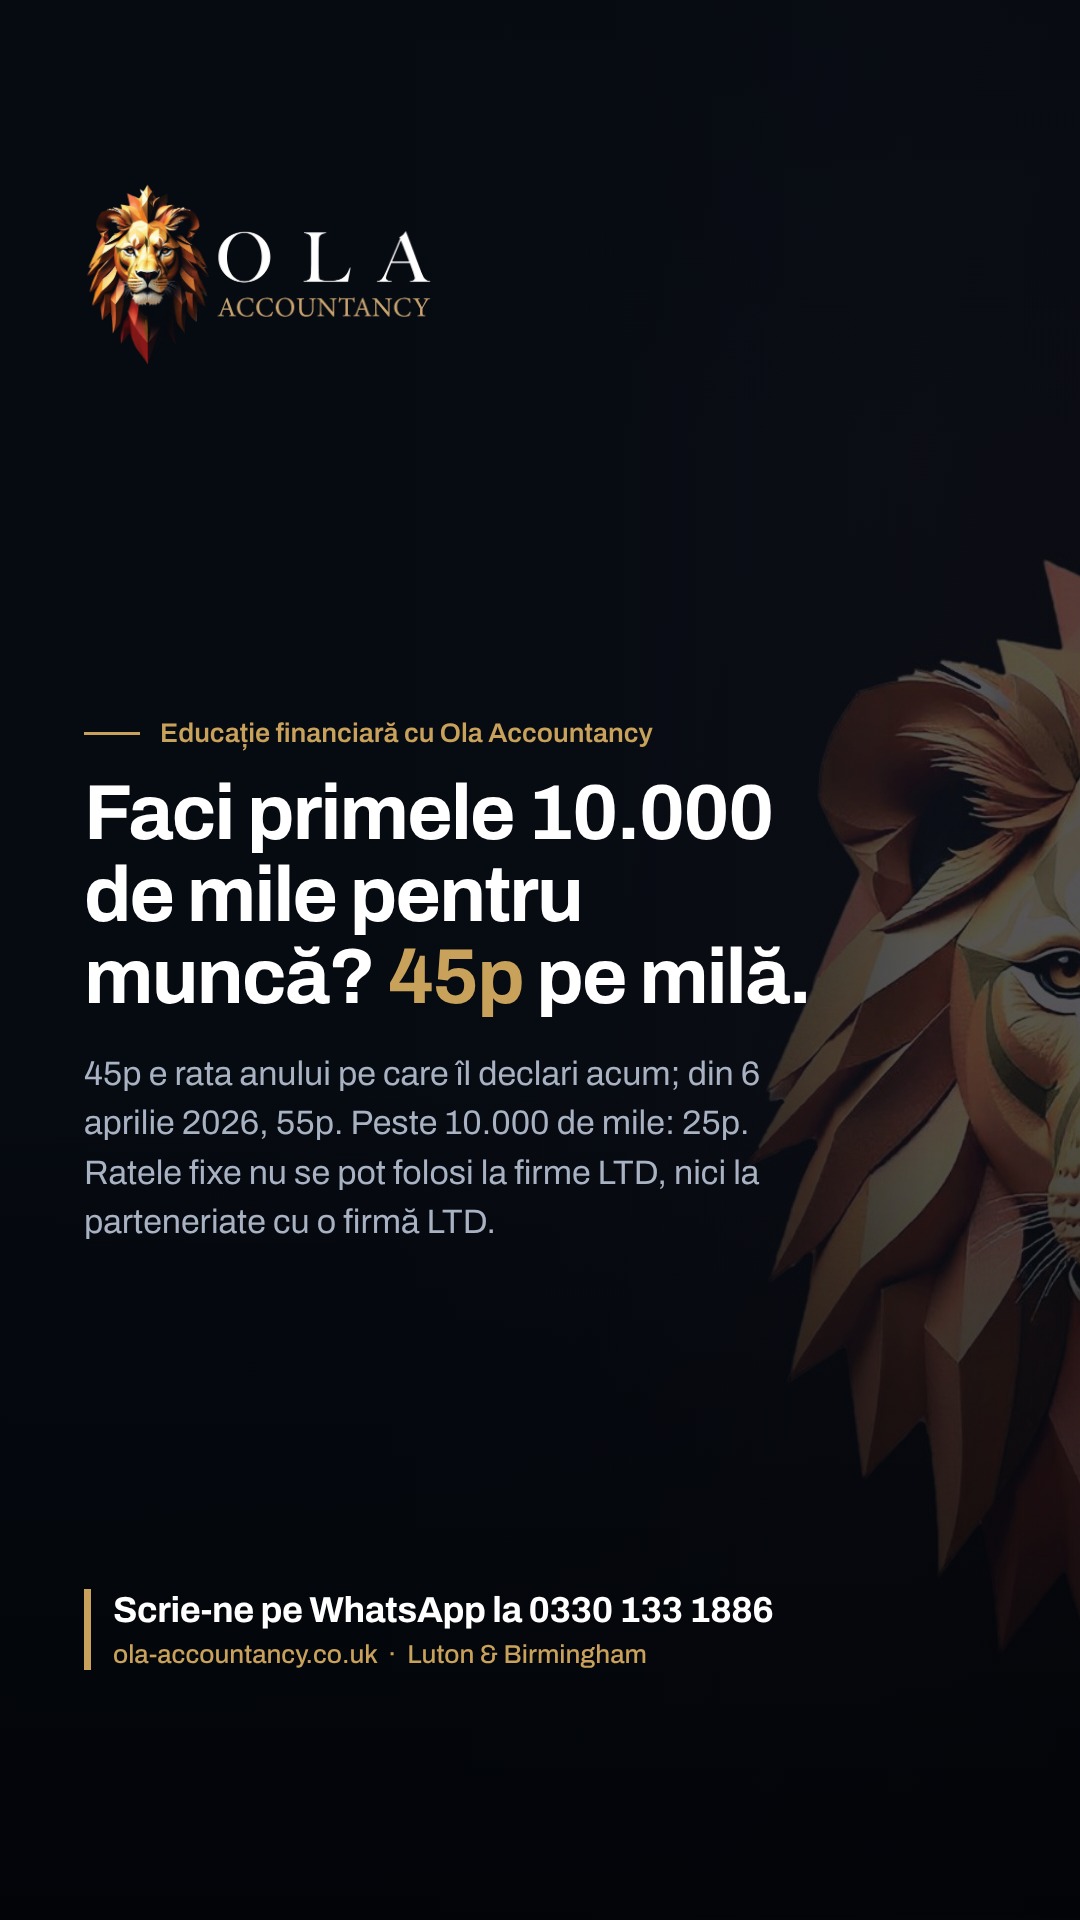 OLA
ACCOUNTANCY
Educație financiară cu Ola Accountancy
Faci primele 10.000
de mile pentru
muncă? 45p pe milă.
45p e rata anului pe care îl declari acum; din 6
aprilie 2026, 55p. Peste 10.000 de mile: 25p.
Ratele fixe nu se pot folosi la firme LTD, nici la
parteneriate cu o firmă LTD.
Scrie-ne pe WhatsApp la 0330 133 1886
ola-accountancy.co.uk · Luton & Birmingham